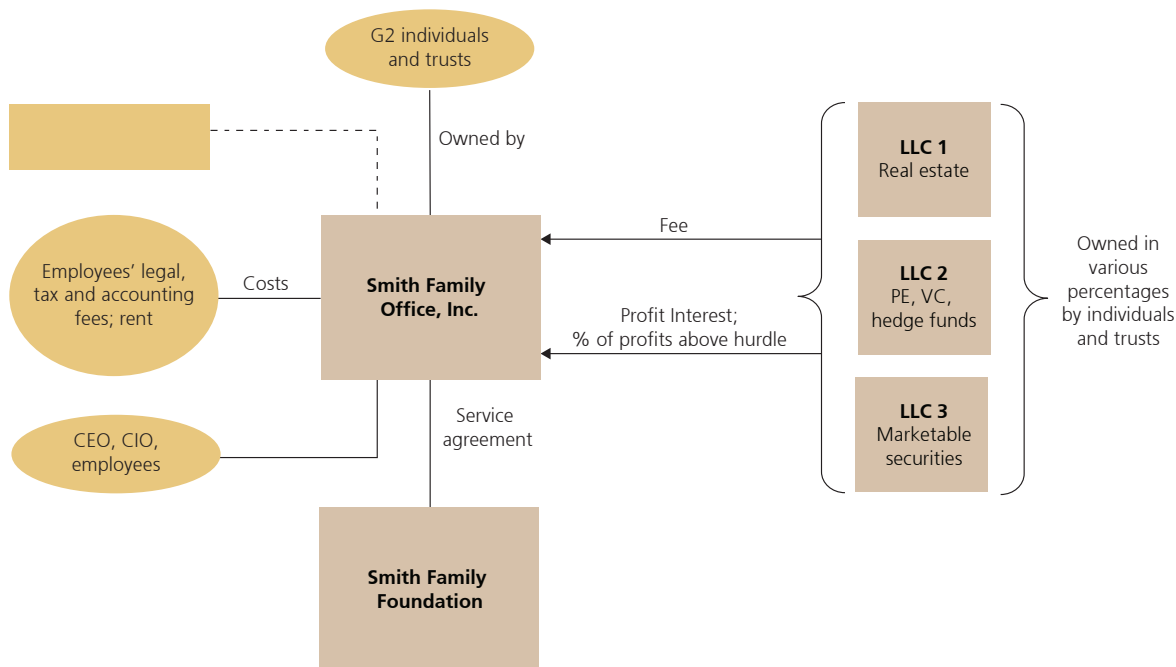 G2 individuals
and trusts
Owned by
Employees’ legal,
tax and accounting
fees; rent
Costs
Smith Family
Office, Inc.
Fee
Profit Interest;
% of profits above hurdle
LLC 1
Real estate
LLC 2
PE, VC,
hedge funds
LLC 3
Marketable
securities
Owned in
various
percentages
by individuals
and trusts
CEO, CIO,
employees
Service
agreement
Smith Family
Foundation